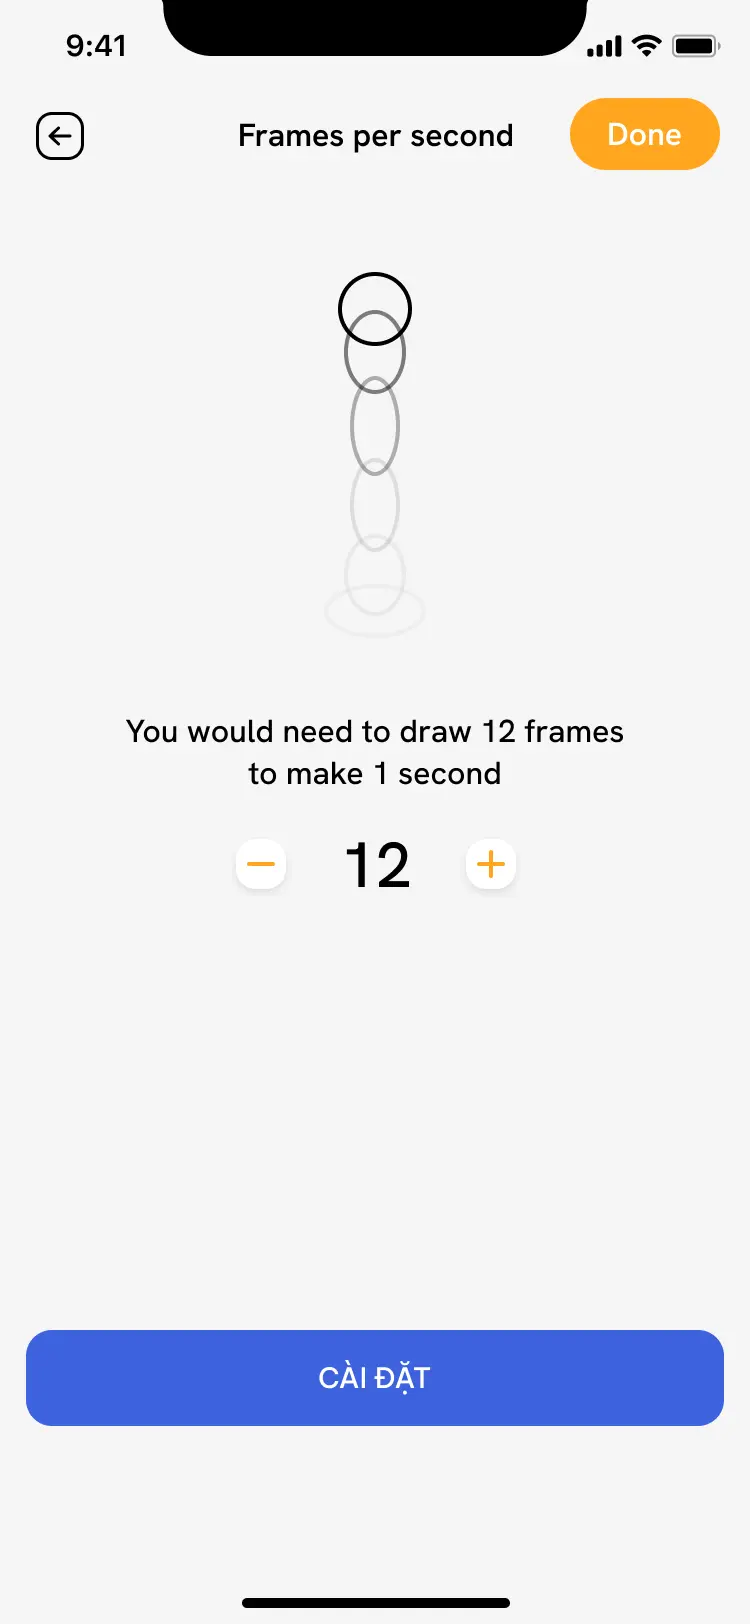 9:41
Frames per second
Done
You would need to draw 12 frames
to make 1 second
12
CÀI ĐẶT